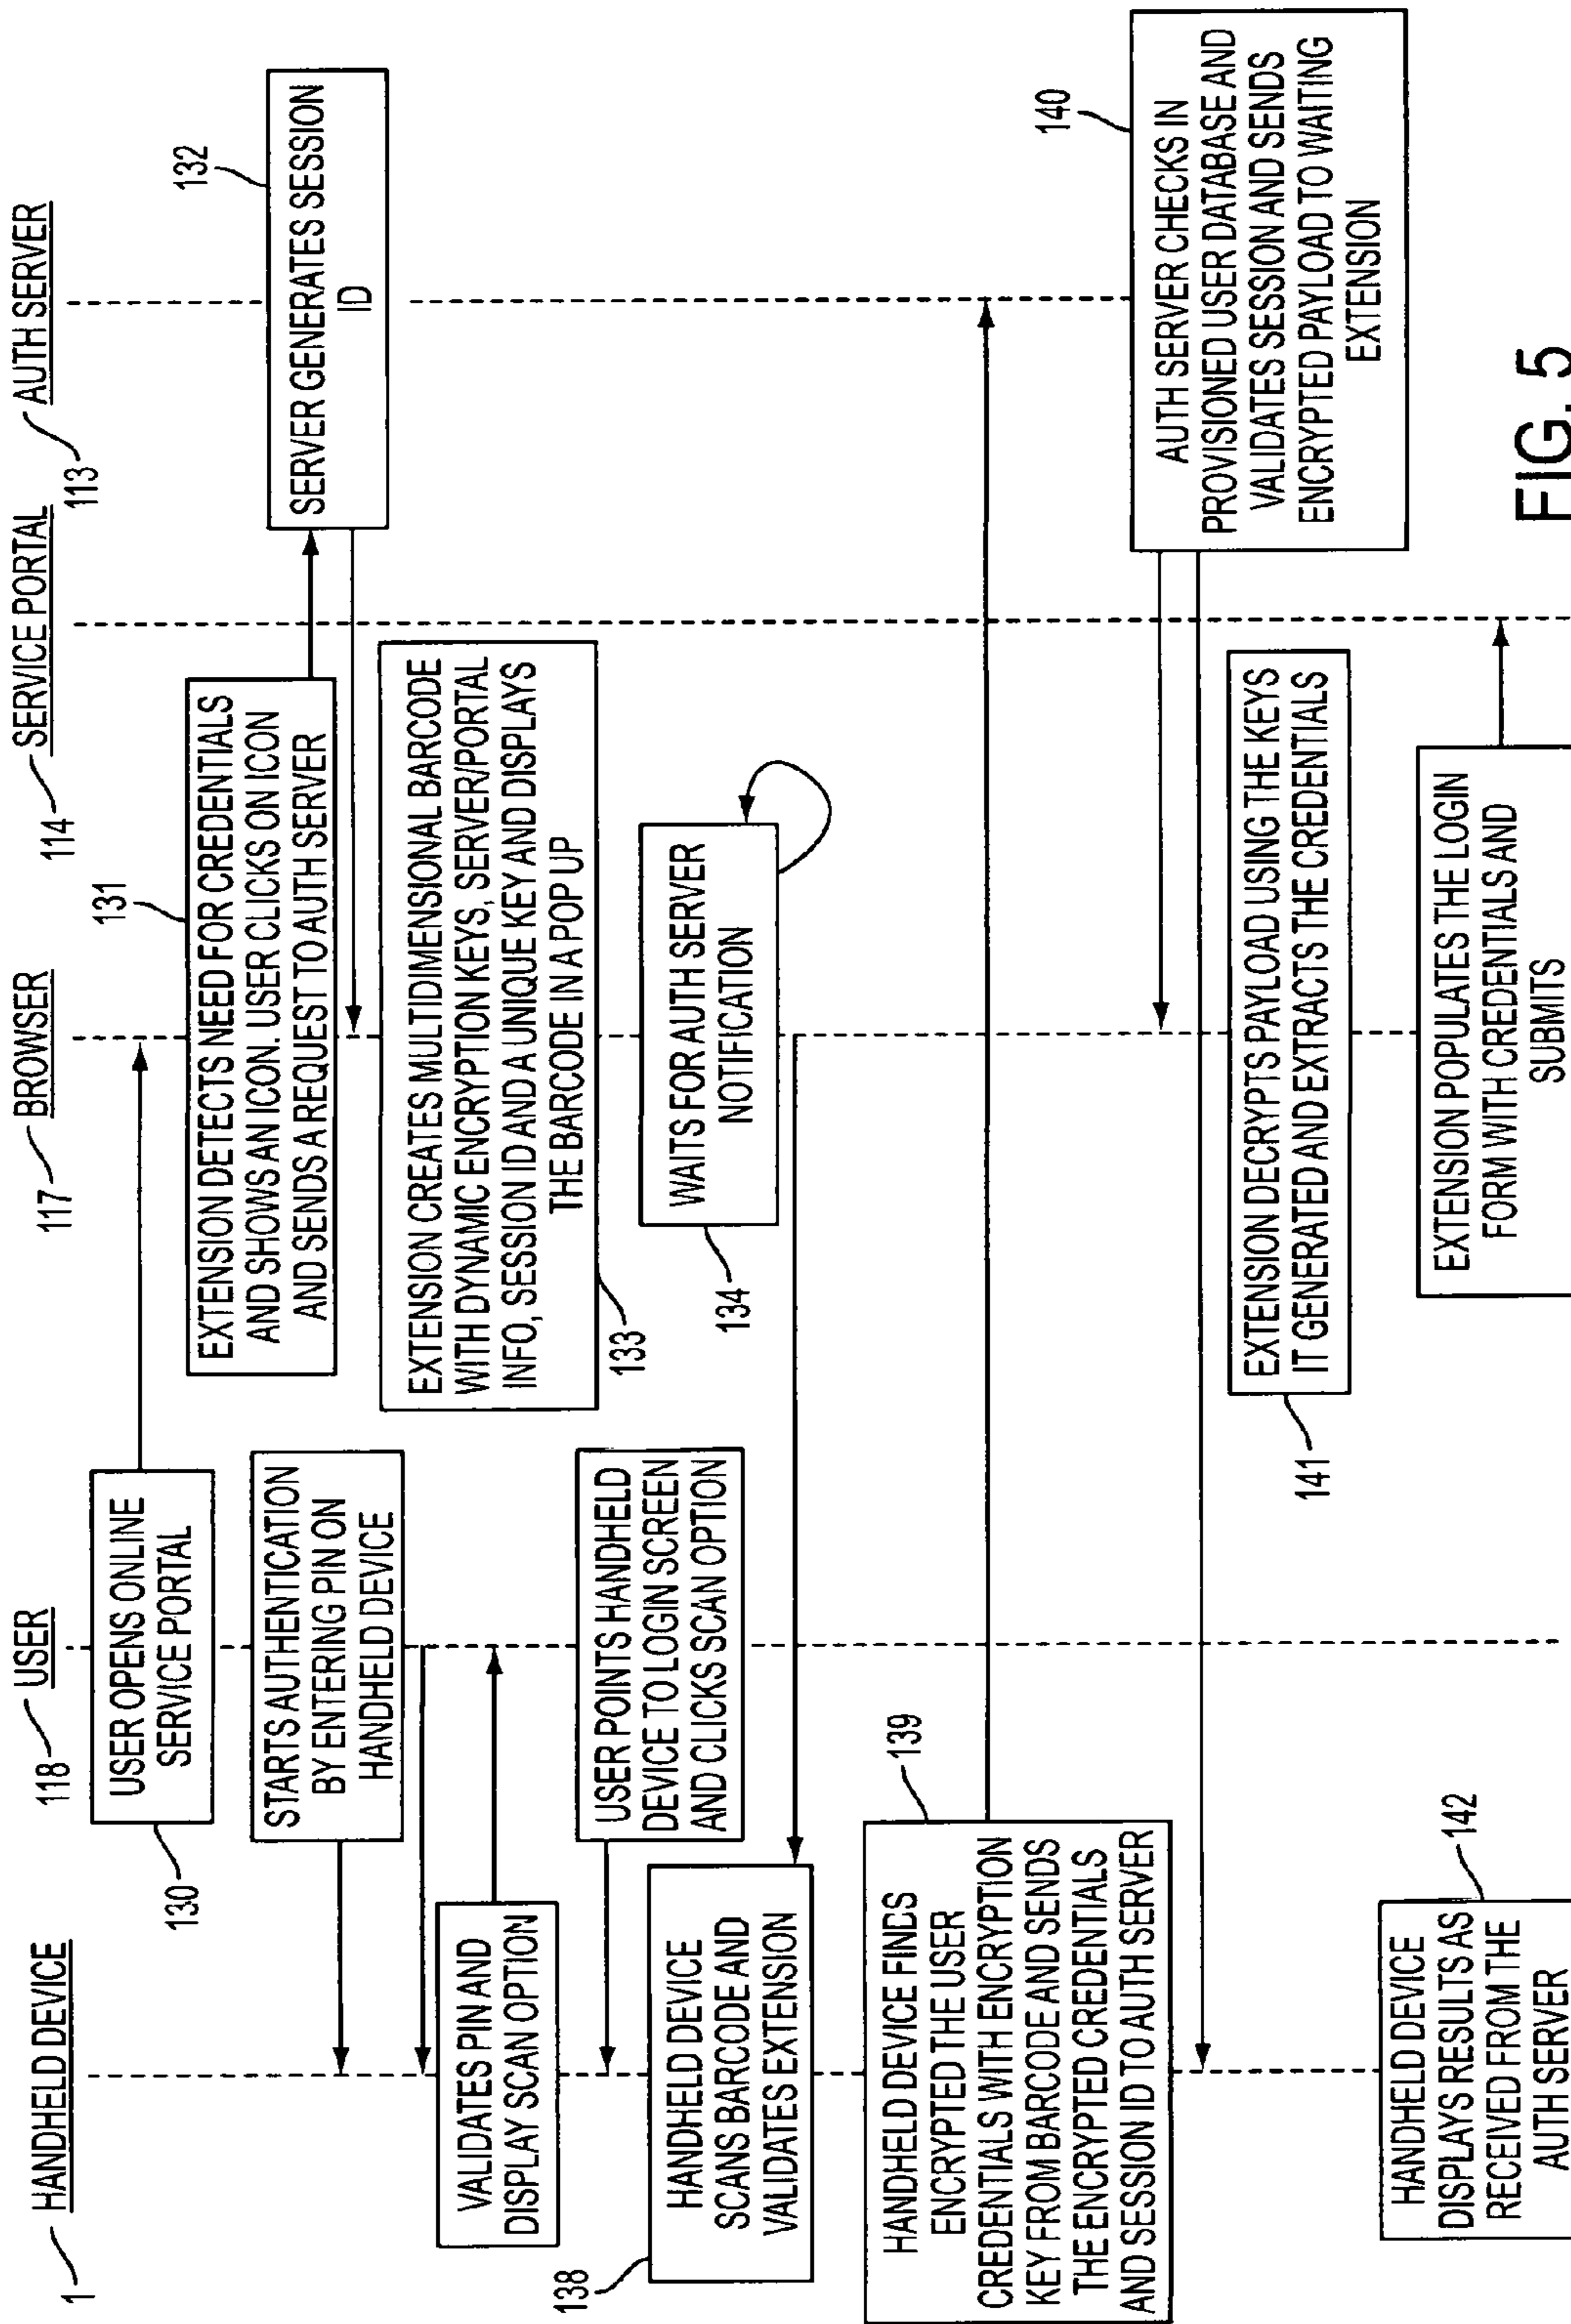 1 HANDHELD DEVICE
118 USER
117 BROWSER
114 SERVICE PORTAL
113 AUTH SERVER
USER OPENS ONLINE
SERVICE PORTAL
130
EXTENSION DETECTS NEED FOR CREDENTIALS
AND SHOWS AN ICON. USER CLICKS ON ICON
AND SENDS A REQUEST TO AUTH SERVER
131
SERVER GENERATES SESSION
ID
132
STARTS AUTHENTICATION
BY ENTERING PIN ON
HANDHELD DEVICE
EXTENSION CREATES MULTIDIMENSIONAL BARCODE
WITH DYNAMIC ENCRYPTION KEYS, SERVER/PORTAL
INFO, SESSION ID AND A UNIQUE KEY AND DISPLAYS
THE BARCODE IN A POP UP
133
VALIDATES PIN AND
DISPLAY SCAN OPTION
USER POINTS HANDHELD
DEVICE TO LOGIN SCREEN
AND CLICKS SCAN OPTION
WAITS FOR AUTH SERVER
NOTIFICATION
134
HANDHELD DEVICE
SCANS BARCODE AND
VALIDATES EXTENSION
138
HANDHELD DEVICE FINDS
ENCRYPTED THE USER
CREDENTIALS WITH ENCRYPTION
KEY FROM BARCODE AND SENDS
THE ENCRYPTED CREDENTIALS
AND SESSION ID TO AUTH SERVER
139
AUTH SERVER CHECKS IN
PROVISIONED USER DATABASE AND
VALIDATES SESSION AND SENDS
ENCRYPTED PAYLOAD TO WAITING
EXTENSION
140
EXTENSION DECRYPTS PAYLOAD USING THE KEYS
IT GENERATED AND EXTRACTS THE CREDENTIALS
141
HANDHELD DEVICE
DISPLAYS RESULTS AS
RECEIVED FROM THE
AUTH SERVER
142
EXTENSION POPULATES THE LOGIN
FORM WITH CREDENTIALS AND
SUBMITS
FIG. 5